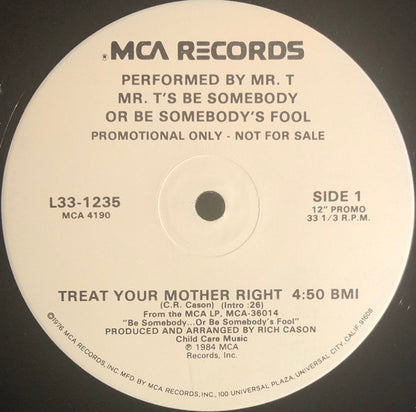 MCA RECORDS
PERFORMED BY MR. T
MR. T'S BE SOMEBODY
OR BE SOMEBODY'S FOOL
PROMOTIONAL ONLY - NOT FOR SALE
L33-1235
MCA 4190
SIDE 1
12" PROMO
33 1/3 R.P.M.
TREAT YOUR MOTHER RIGHT 4:50 BMI
(C.R. Cason) (Intro :26)
From the MCA LP, MCA-36014
"Be Somebody...Or Be Somebody's Fool"
PRODUCED AND ARRANGED BY RICH CASON
Child Care Music
℗ 1984 MCA
Records, Inc.
©1976 MCA RECORDS, INC. MFD BY MCA RECORDS, INC., 100 UNIVERSAL PLAZA, UNIVERSAL CITY, CALIF. 91608